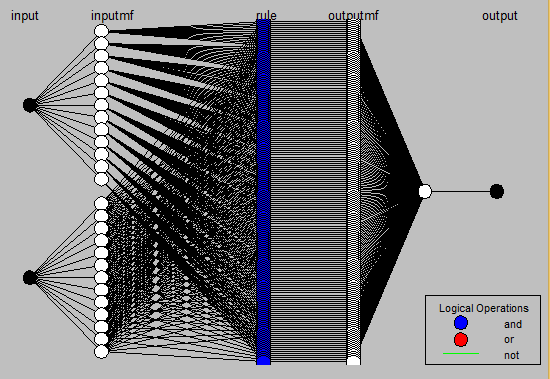 input inputmf rule outputmf output
Logical Operations
and
or
not